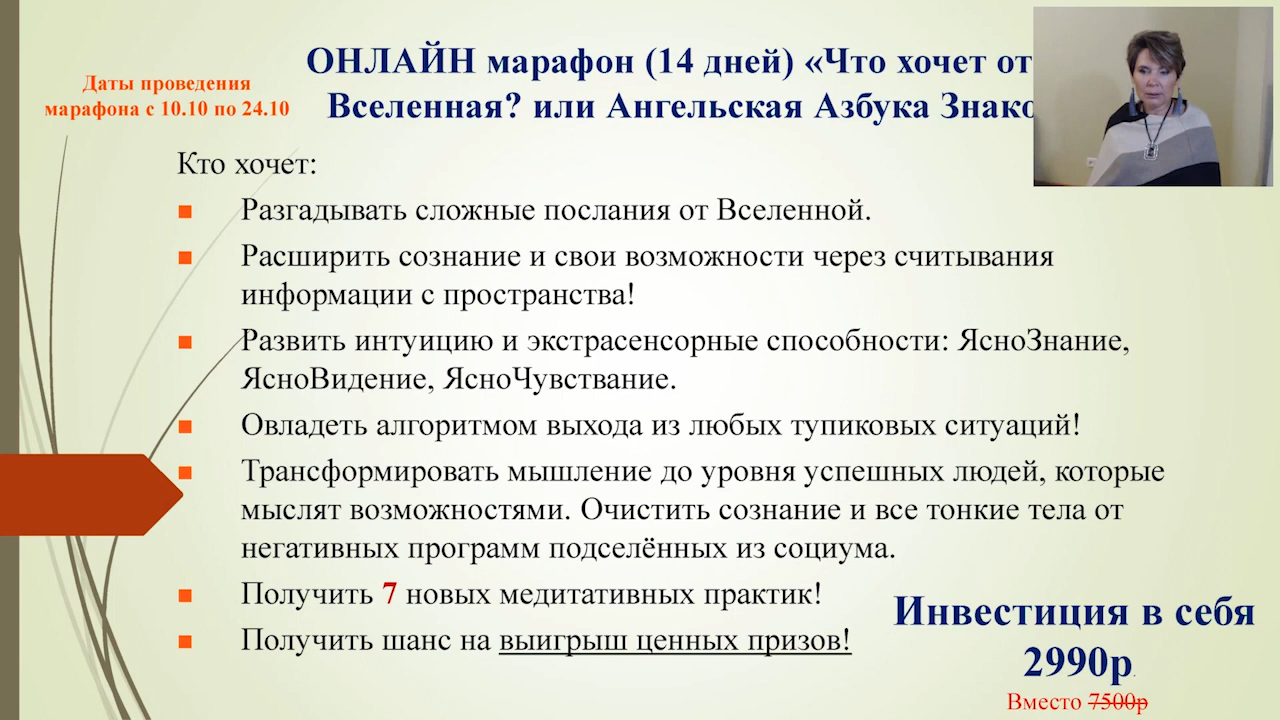 Даты проведения
марафона с 10.10 по 24.10
ОНЛАЙН марафон (14 дней) «Что хочет от
Вселенная? или Ангельская Азбука
Кто хочет:
Разгадывать сложные послания от Вселенной.
Расширить сознание и свои возможности через считывания
информации с пространства!
Развить интуицию и экстрасенсорные способности: ЯсноЗнание,
ЯсноВидение, ЯсноЧувствание.
Овладеть алгоритмом выхода из любых тупиковых ситуаций!
Трансформировать мышление до уровня успешных людей, которые
мыслят возможностями. Очистить сознание и все тонкие тела от
негативных программ подселённых из социума.
Получить 7 новых медитативных практик!
Получить шанс на выигрыш ценных призов!
Инвестиция в себя
2990р.
Вместо 7500р